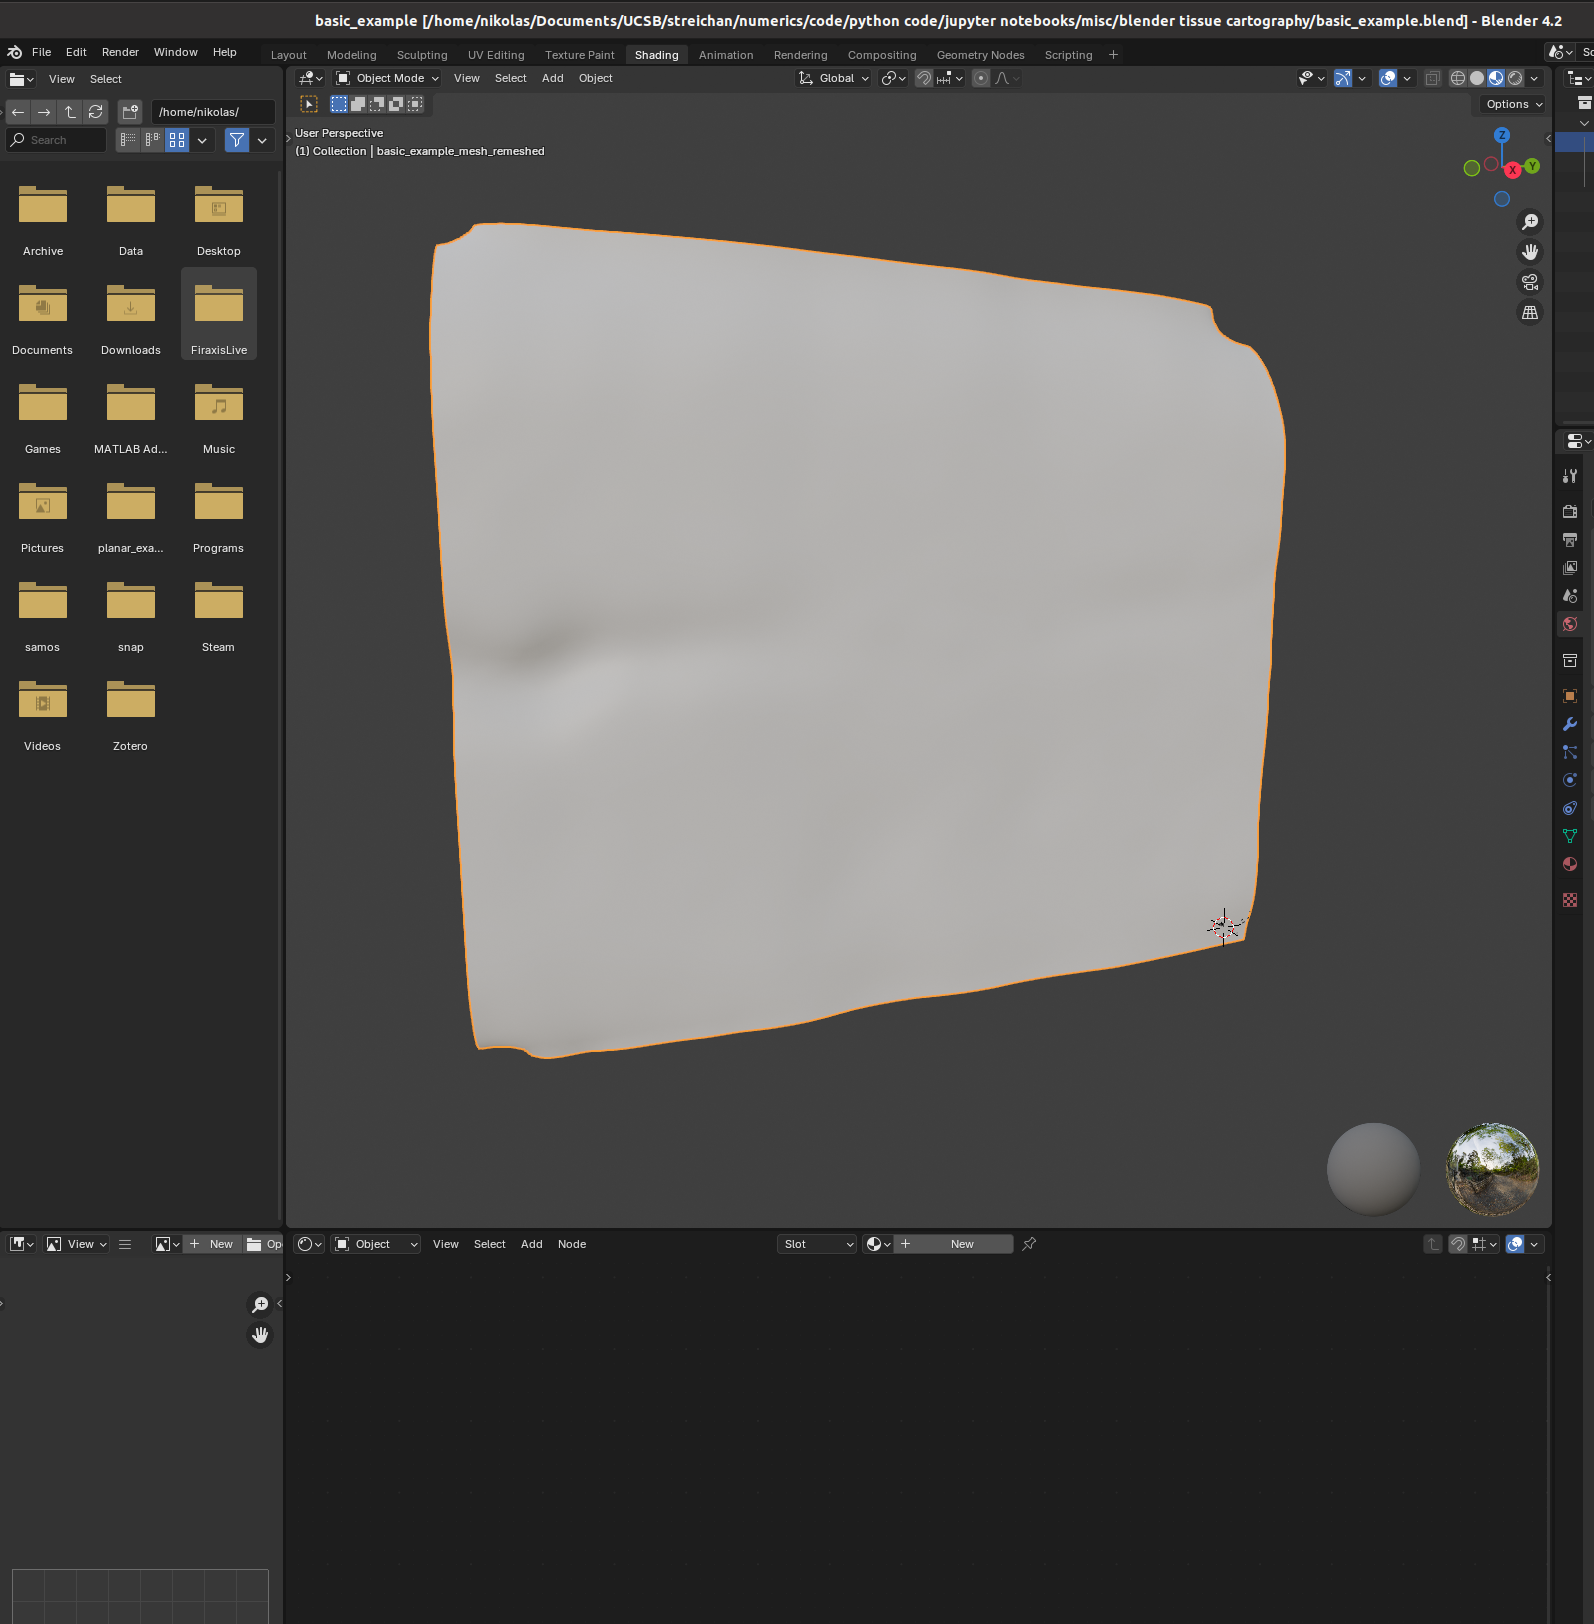 basic_example [/home/nikolas/Documents/UCSB/streichan/numerics/code/python code/jupyter notebooks/misc/blender tissue cartography/basic_example.blend] - Blender 4.2
File Edit Render Window Help
Layout Modeling Sculpting UV Editing Texture Paint Shading Animation Rendering Compositing Geometry Nodes Scripting +
View Select
Object Mode View Select Add Object Global
/home/nikolas/
Options
Search
User Perspective
(1) Collection | basic_example_mesh_remeshed
Z
X
Y
Archive Data Desktop
Documents Downloads FiraxisLive
Games MATLAB Ad... Music
Pictures planar_exa... Programs
samos snap Steam
Videos Zotero
View New
Object View Select Add Node Slot New